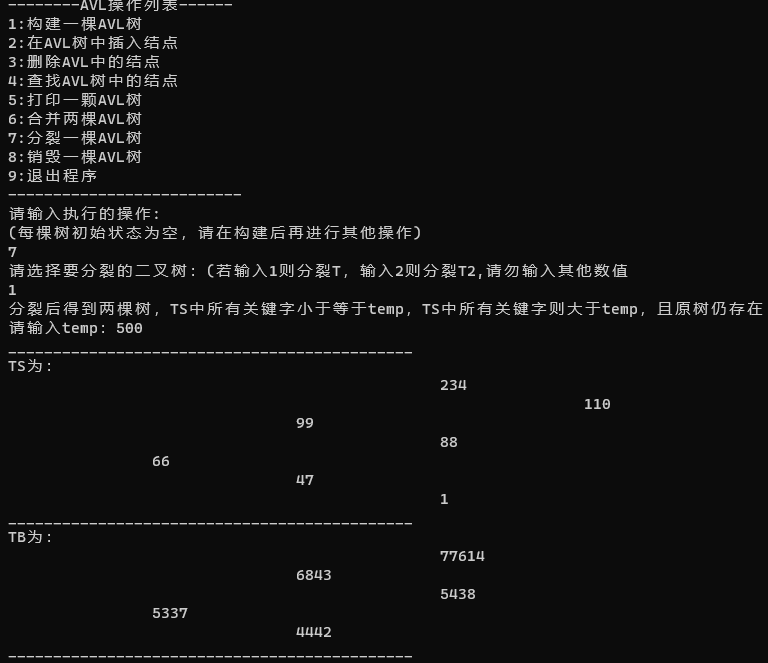 --------AVL操作列表------
1:构建一棵AVL树
2:在AVL树中插入结点
3:删除AVL中的结点
4:查找AVL树中的结点
5:打印一颗AVL树
6:合并两棵AVL树
7:分裂一棵AVL树
8:销毁一棵AVL树
9:退出程序
--------------------------
请输入执行的操作:
(每棵树初始状态为空, 请在构建后再进行其他操作)
7
请选择要分裂的二叉树: (若输入1则分裂T, 输入2则分裂T2,请勿输入其他数值
1
分裂后得到两棵树, TS中所有关键字小于等于temp, TS中所有关键字则大于temp, 且原树仍存在
请输入temp: 500
_____________________________________________
TS为:
234
110
99
88
66
47
1
_____________________________________________
TB为:
77614
6843
5438
5337
4442
_____________________________________________